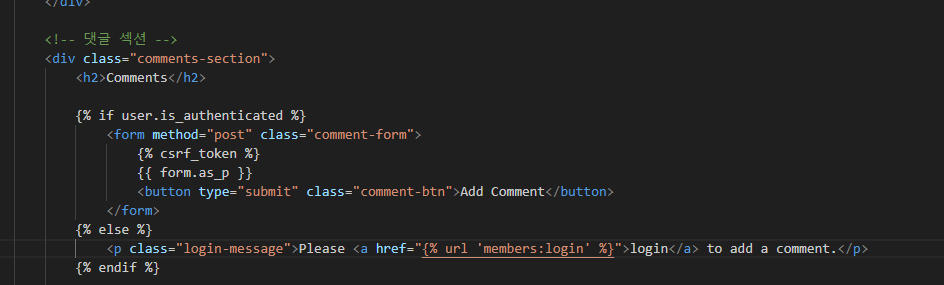 </div>
<!-- 댓글 섹션 -->
<div class="comments-section">
<h2>Comments</h2>
{% if user.is_authenticated %}
<form method="post" class="comment-form">
{% csrf_token %}
{{ form.as_p }}
<button type="submit" class="comment-btn">Add Comment</button>
</form>
{% else %}
<p class="login-message">Please <a href="{% url 'members:login' %}">login</a> to add a comment.</p>
{% endif %}